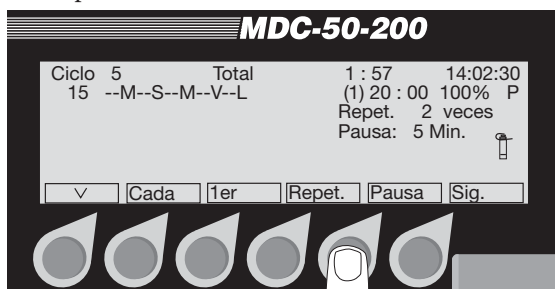 MDC-50-200
Ciclo 5 Total 1 : 57 14:02:30
15 --M--S--M--V--L (1) 20 : 00 100% P
Repet. 2 veces
Pausa: 5 Min.
V Cada 1er Repet. Pausa Sig.